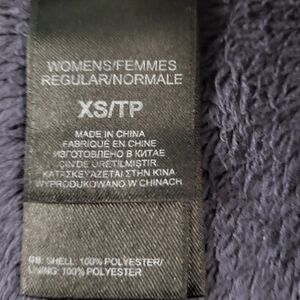 WOMENS/FEMMES
REGULAR/NORMALE
XS/TP
MADE IN CHINA
FABRIQUÉ EN CHINE
ИЗГОТОВЛЕНО В КИТАЕ
ÇİN'DE ÜRETİLMİŞTİR
ΚΑΤΑΣΚΕΥΑΖΕΤΑΙ ΣΤΗΝ ΚΙΝΑ
WYPRODUKOWANO W CHINACH
GB: SHELL: 100% POLYESTER/
LINING: 100% POLYESTER